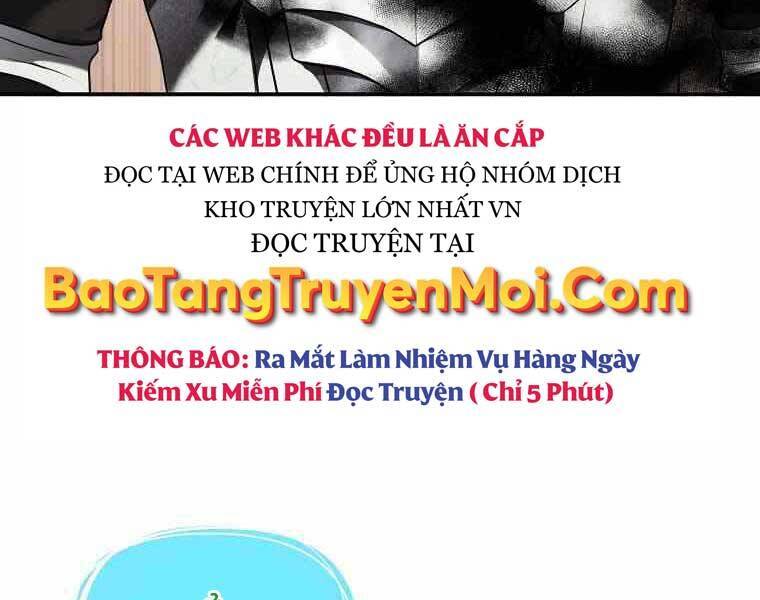 CÁC WEB KHÁC ĐỀU LÀ ĂN CẮP
ĐỌC TẠI WEB CHÍNH ĐỂ ỦNG HỘ NHÓM DỊCH
KHO TRUYỆN LỚN NHẤT VN
ĐỌC TRUYỆN TẠI
BaoTangTruyenMoi.Com
THÔNG BÁO: Ra Mắt Làm Nhiệm Vụ Hàng Ngày
Kiếm Xu Miễn Phí Đọc Truyện ( Chỉ 5 Phút)